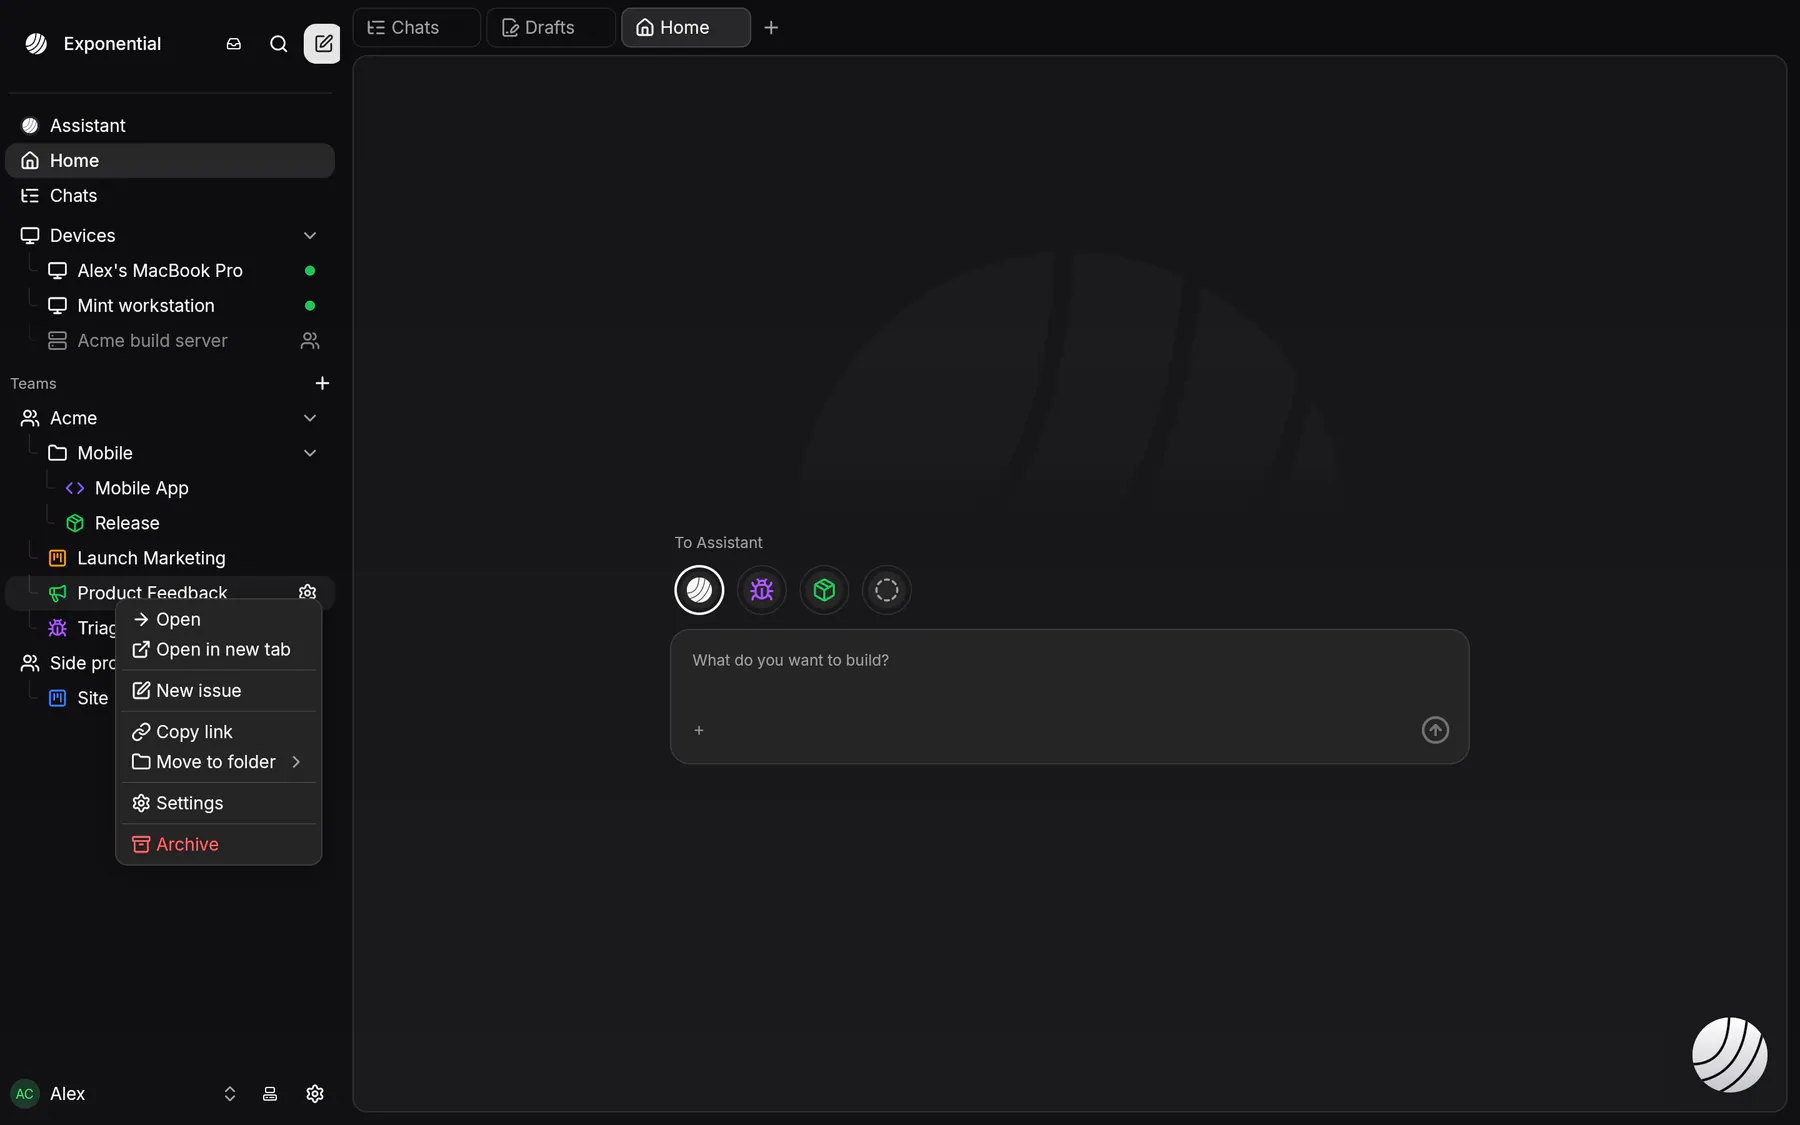 Exponential
Chats
Drafts
Home
Assistant
Home
Chats
Devices
Alex's MacBook Pro
Mint workstation
Acme build server
Teams
Acme
Mobile
Mobile App
Release
Launch Marketing
Product Feedback
Triag
Side pro
Site
Open
Open in new tab
New issue
Copy link
Move to folder
Settings
Archive
To Assistant
What do you want to build?
AC
Alex